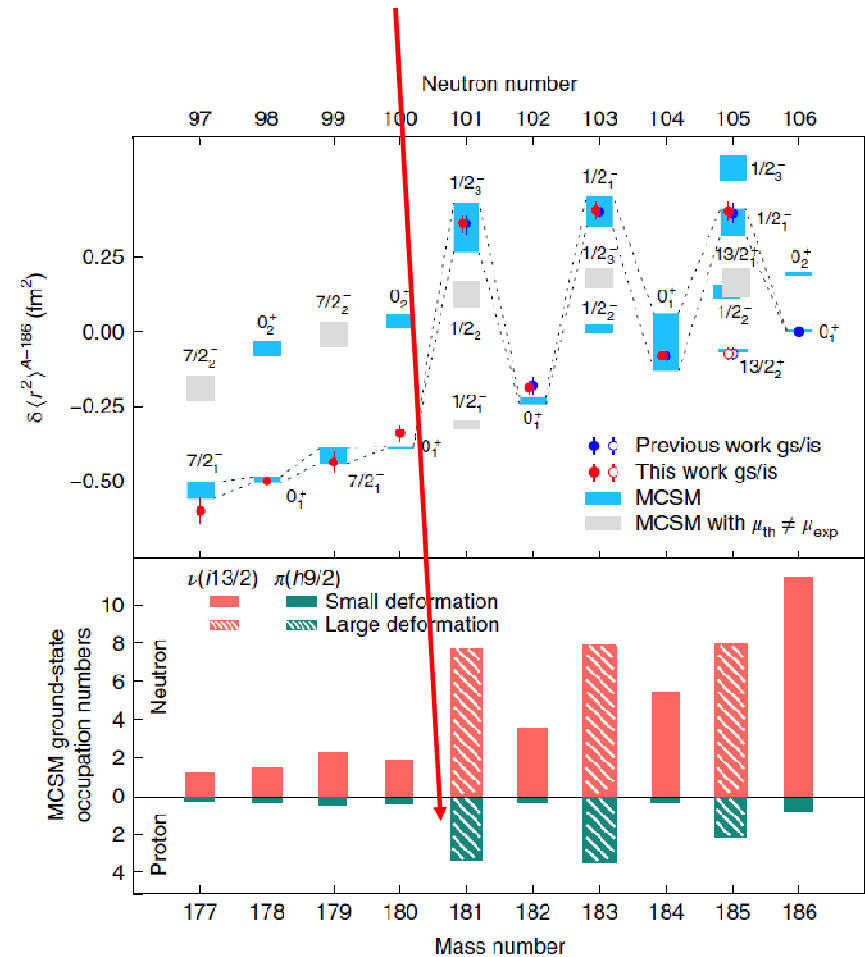 Neutron number
97 98 99 100 101 102 103 104 105 106
1/2₃⁻
1/2₃⁻ 1/2₁⁻
1/2₁⁻
0.25 1/2₃⁻ 13/2₁⁺ 0₂⁺
0₁⁺
0₂⁺
7/2₂⁻ 0₂⁺
0.00 1/2₂ 1/2₂⁻ 1/2₂⁻ 0₁⁺
7/2₂⁻ 13/2₂⁺
−0.25 1/2₁⁻ 0₁⁺
7/2₁⁻ 0₁⁺
−0.50 0₁⁺ 7/2₁⁻
δ⟨r²⟩ᴬ⁻¹⁸⁶ (fm²)
Previous work gs/is
This work gs/is
MCSM
MCSM with μth ≠ μexp
ν(i13/2) π(h9/2)
Small deformation
Large deformation
10
8
6
4
2
0
2
4
Neutron
Proton
MCSM ground-state
occupation numbers
177 178 179 180 181 182 183 184 185 186
Mass number